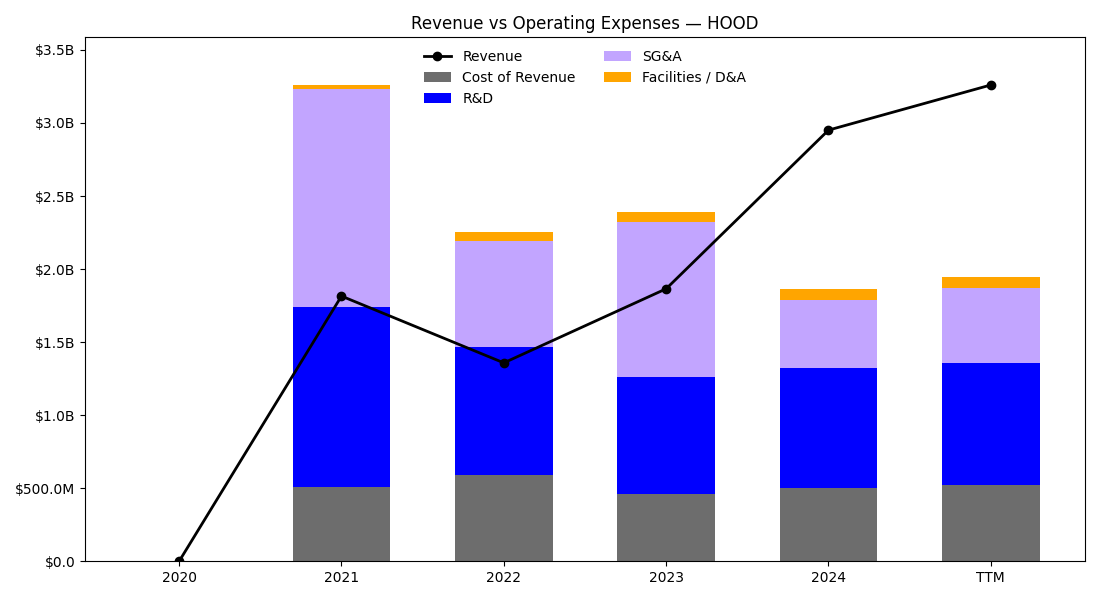 Revenue vs Operating Expenses — HOOD
Revenue
Cost of Revenue
R&D
SG&A
Facilities / D&A
$3.5B
$3.0B
$2.5B
$2.0B
$1.5B
$1.0B
$500.0M
$0.0
2020 2021 2022 2023 2024 TTM